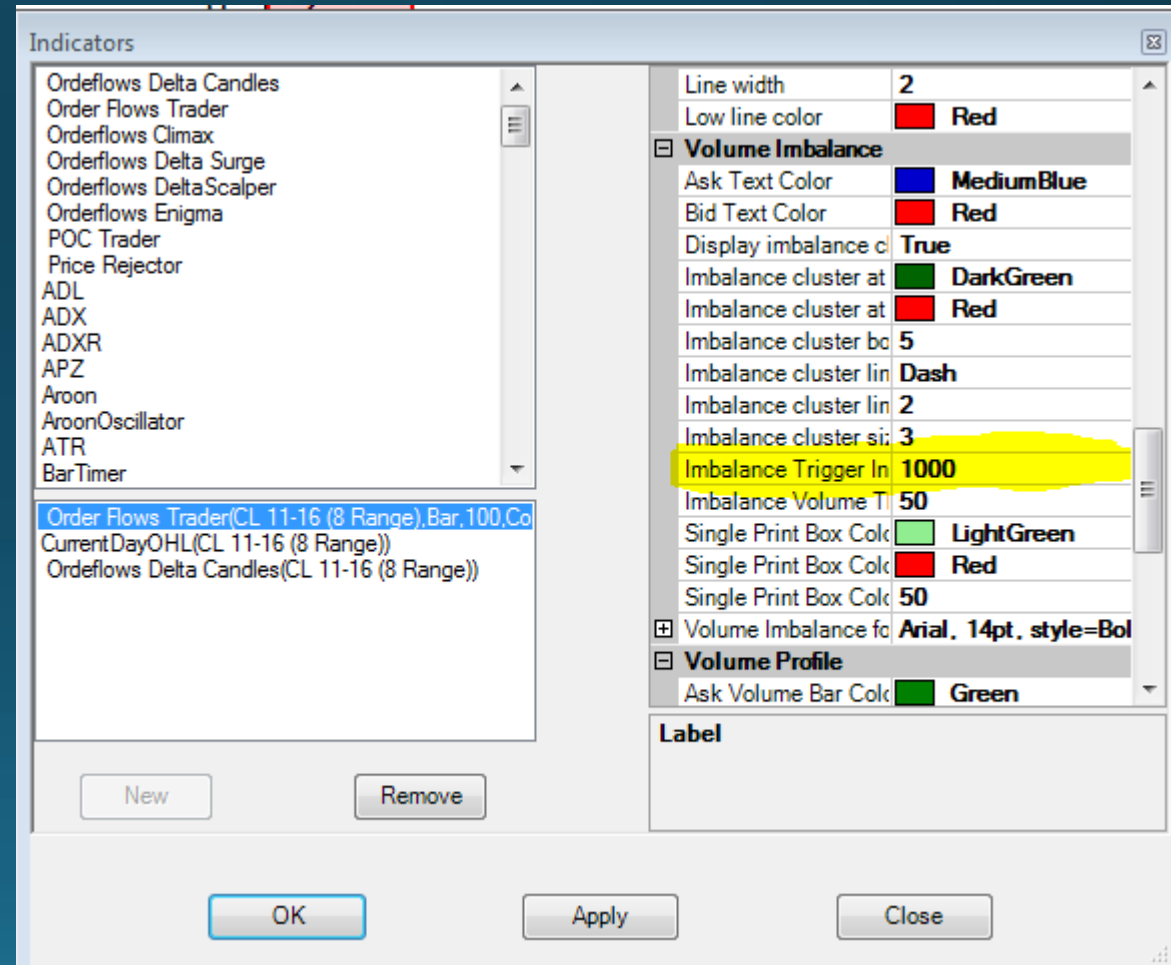 Indicators
Ordeflows Delta Candles
Order Flows Trader
Orderflows Climax
Orderflows Delta Surge
Orderflows DeltaScalper
Orderflows Enigma
POC Trader
Price Rejector
ADL
ADX
ADXR
APZ
Aroon
AroonOscillator
ATR
BarTimer
Order Flows Trader(CL 11-16 (8 Range),Bar,100,Co
CurrentDayOHL(CL 11-16 (8 Range))
Ordeflows Delta Candles(CL 11-16 (8 Range))
New
Remove
Line width 2
Low line color Red
Volume Imbalance
Ask Text Color MediumBlue
Bid Text Color Red
Display imbalance cl True
Imbalance cluster at DarkGreen
Imbalance cluster at Red
Imbalance cluster bo 5
Imbalance cluster lin Dash
Imbalance cluster lin 2
Imbalance cluster siz 3
Imbalance Trigger In 1000
Imbalance Volume T 50
Single Print Box Colo LightGreen
Single Print Box Colo Red
Single Print Box Colo 50
Volume Imbalance fo Arial, 14pt, style=Bol
Volume Profile
Ask Volume Bar Colo Green
Label
OK
Apply
Close